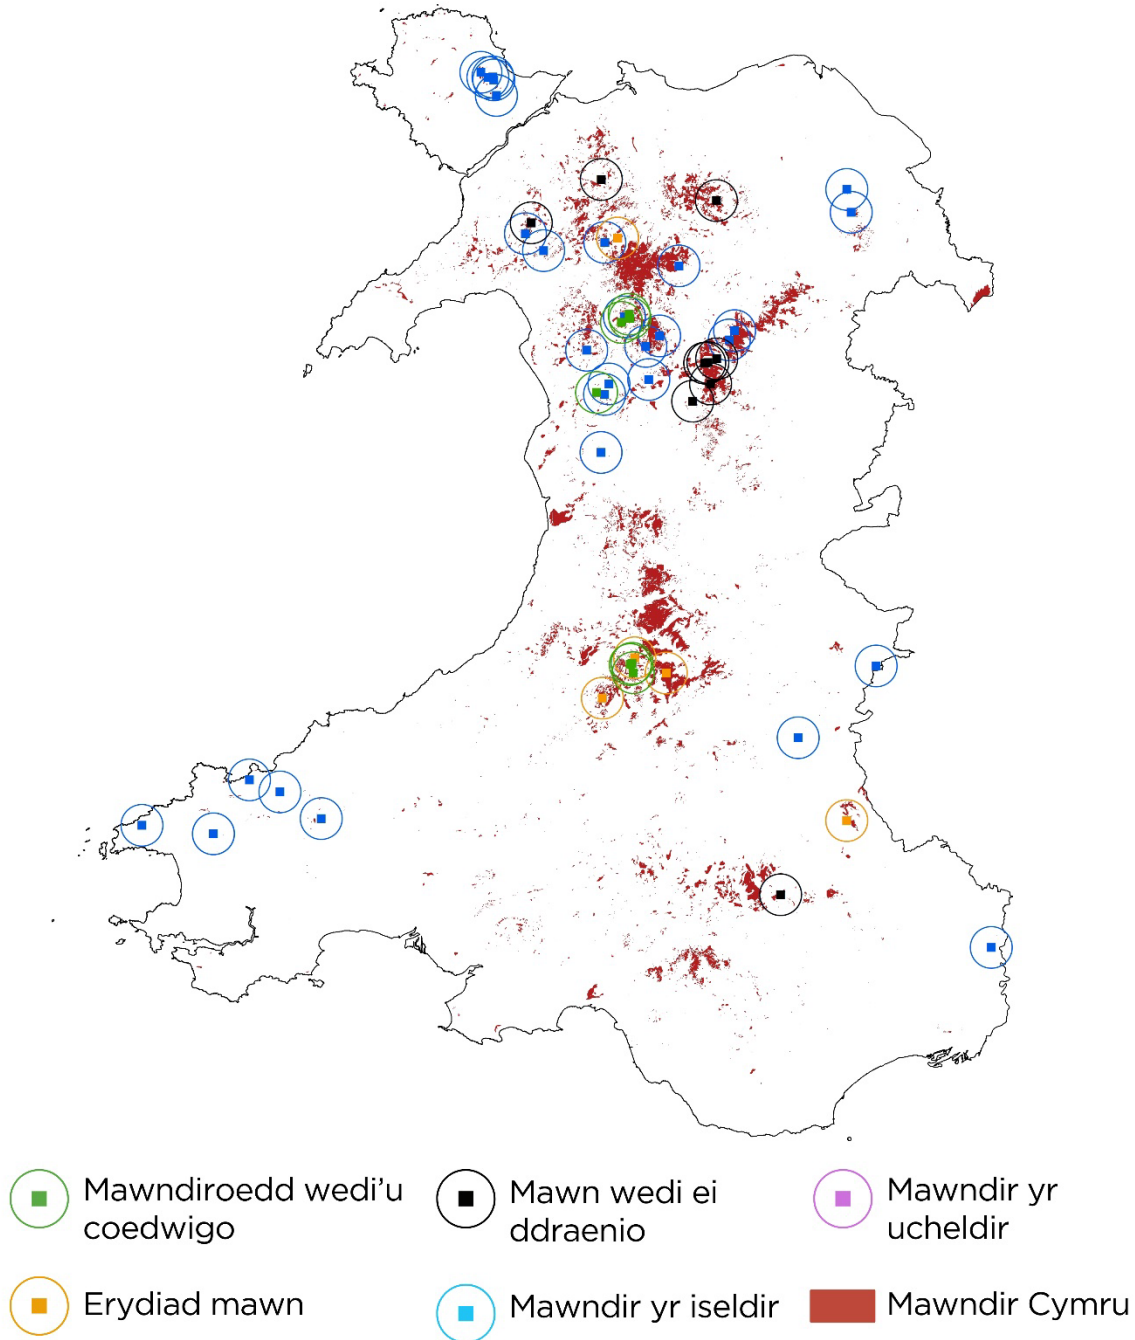 Mawndiroedd wedi’u
coedwigo
Mawn wedi ei
ddraenio
Mawndir yr
ucheldir
Erydiad mawn
Mawndir yr iseldir
Mawndir Cymru